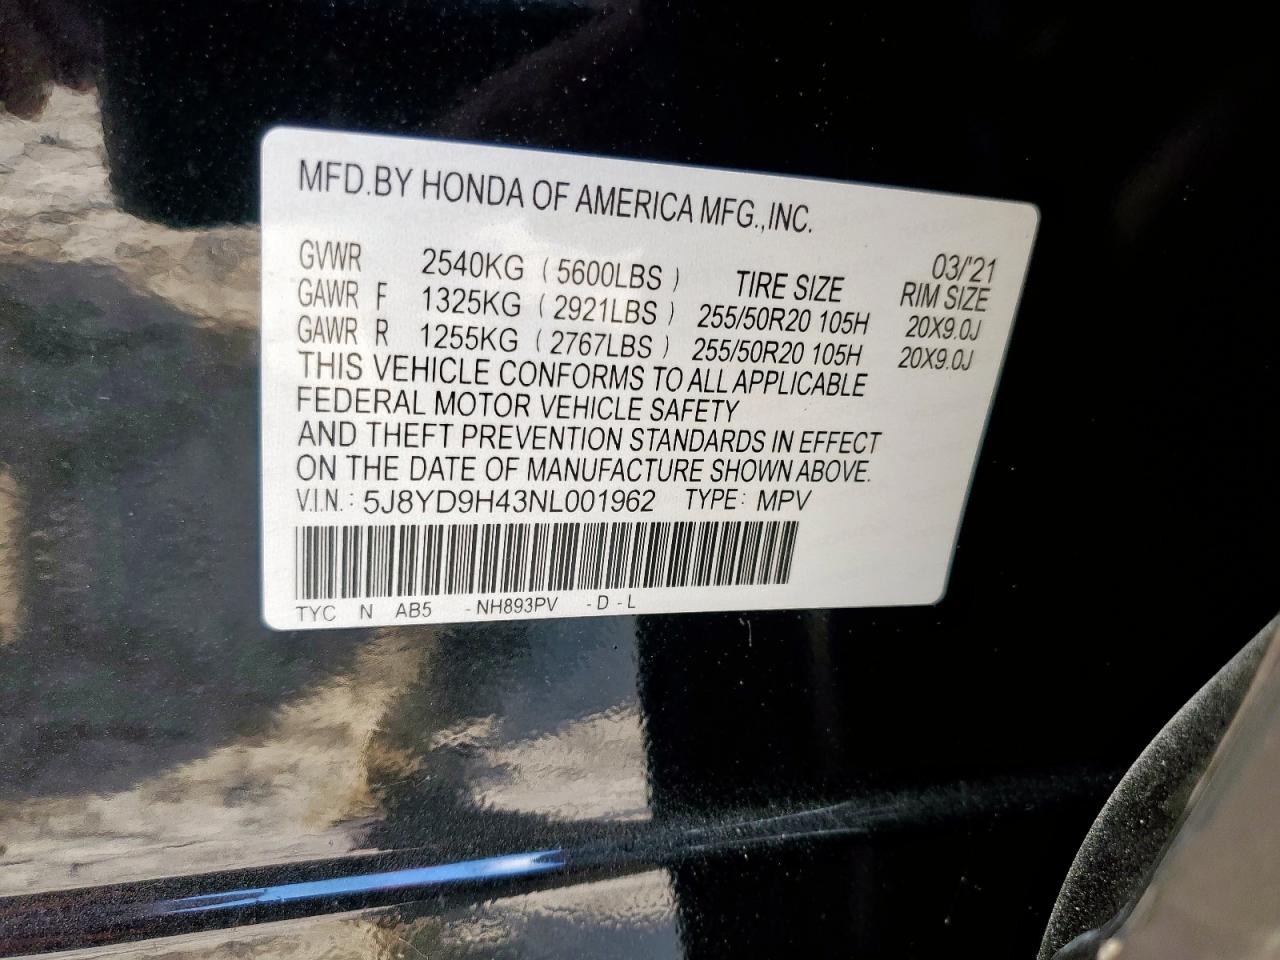 MFD.BY HONDA OF AMERICA MFG.,INC.
03/'21
GVWR 2540KG ( 5600LBS ) TIRE SIZE RIM SIZE
GAWR F 1325KG ( 2921LBS ) 255/50R20 105H 20X9.0J
GAWR R 1255KG ( 2767LBS ) 255/50R20 105H 20X9.0J
THIS VEHICLE CONFORMS TO ALL APPLICABLE
FEDERAL MOTOR VEHICLE SAFETY
AND THEFT PREVENTION STANDARDS IN EFFECT
ON THE DATE OF MANUFACTURE SHOWN ABOVE.
V.I.N.: 5J8YD9H43NL001962 TYPE: MPV
TYC N AB5 - NH893PV - D - L